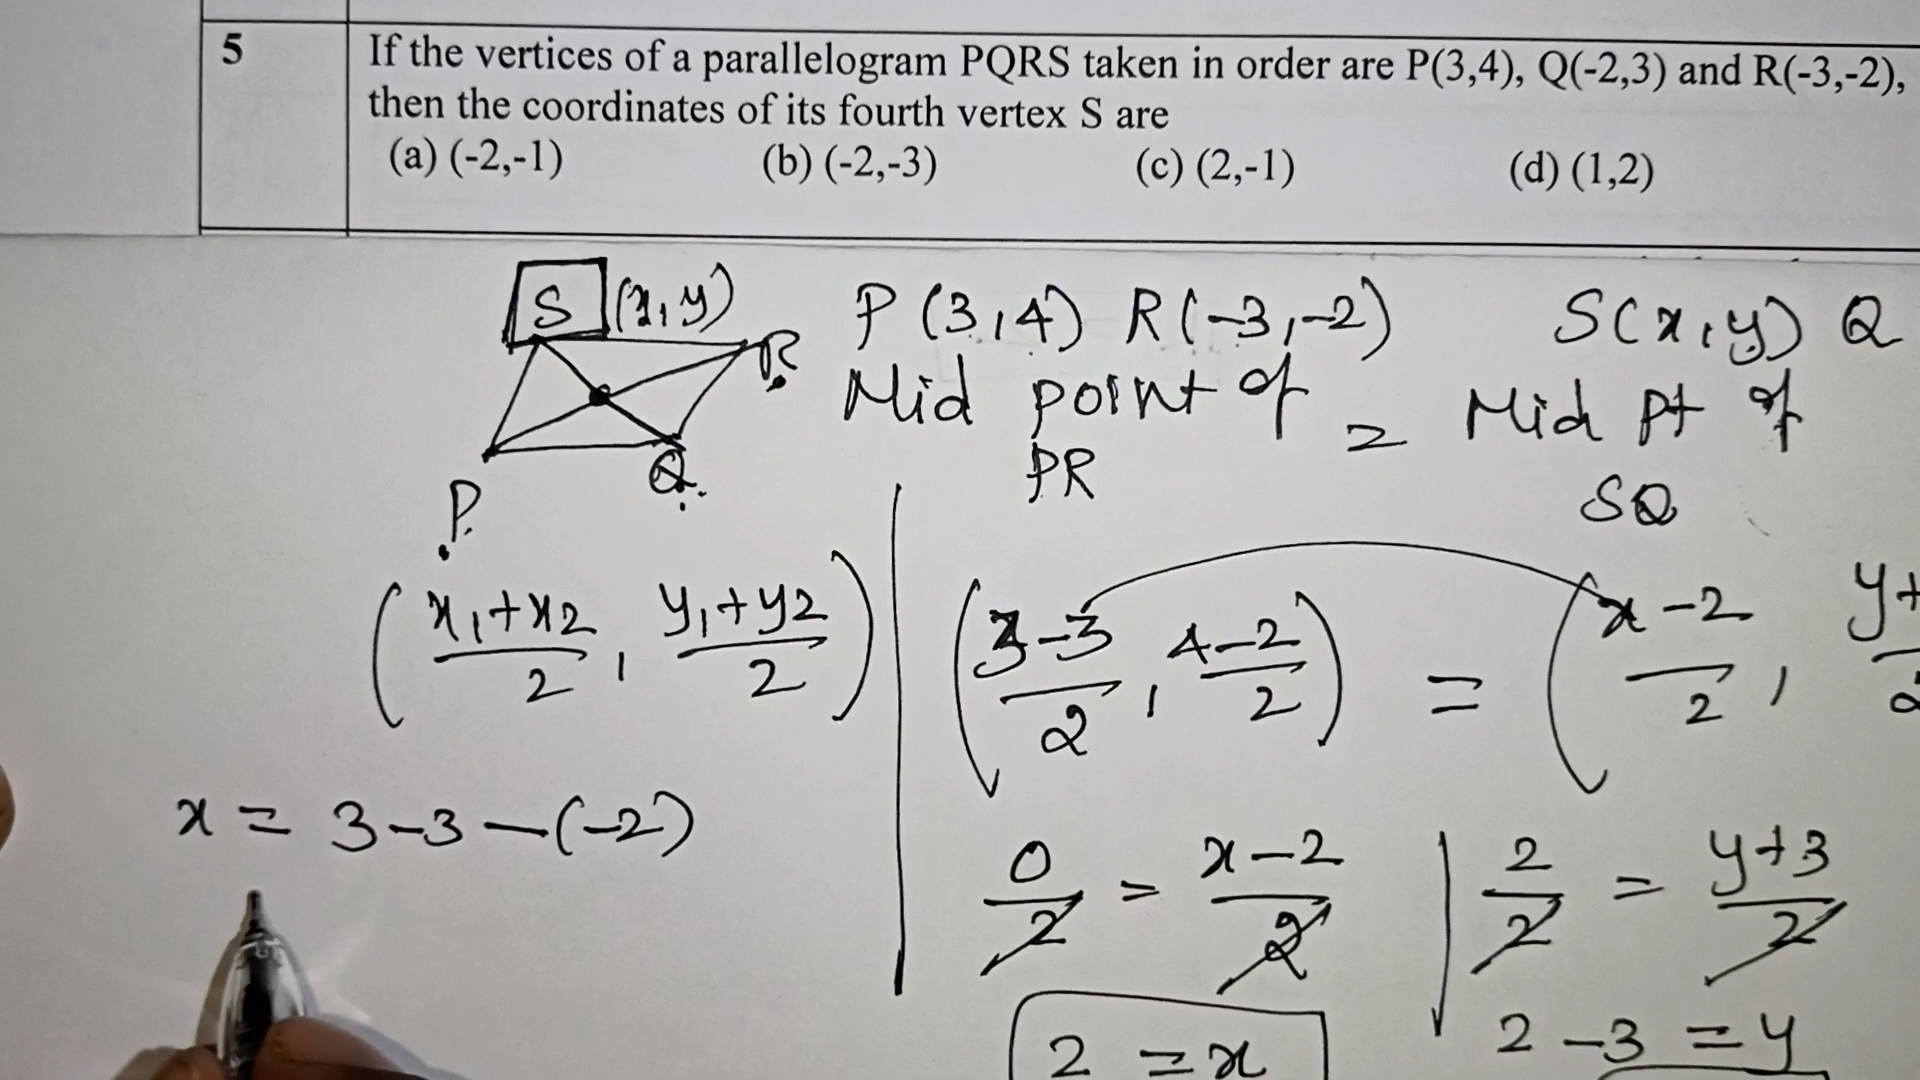 5
If the vertices of a parallelogram PQRS taken in order are P(3,4), Q(-2,3) and R(-3,-2),
then the coordinates of its fourth vertex S are
(a) (-2,-1) (b) (-2,-3) (c) (2,-1) (d) (1,2)
S (x,y)
R
P
Q
P (3,4) R(-3,-2) S(x,y) Q
Mid point of PR = Mid pt of SQ
(x1+x2/2, y1+y2/2)
(3-3/2, 4-2/2) = (x-2/2, y+
x = 3-3-(-2)
0/2 = x-2/2
2 = x
2/2 = y+3/2
2-3 = y